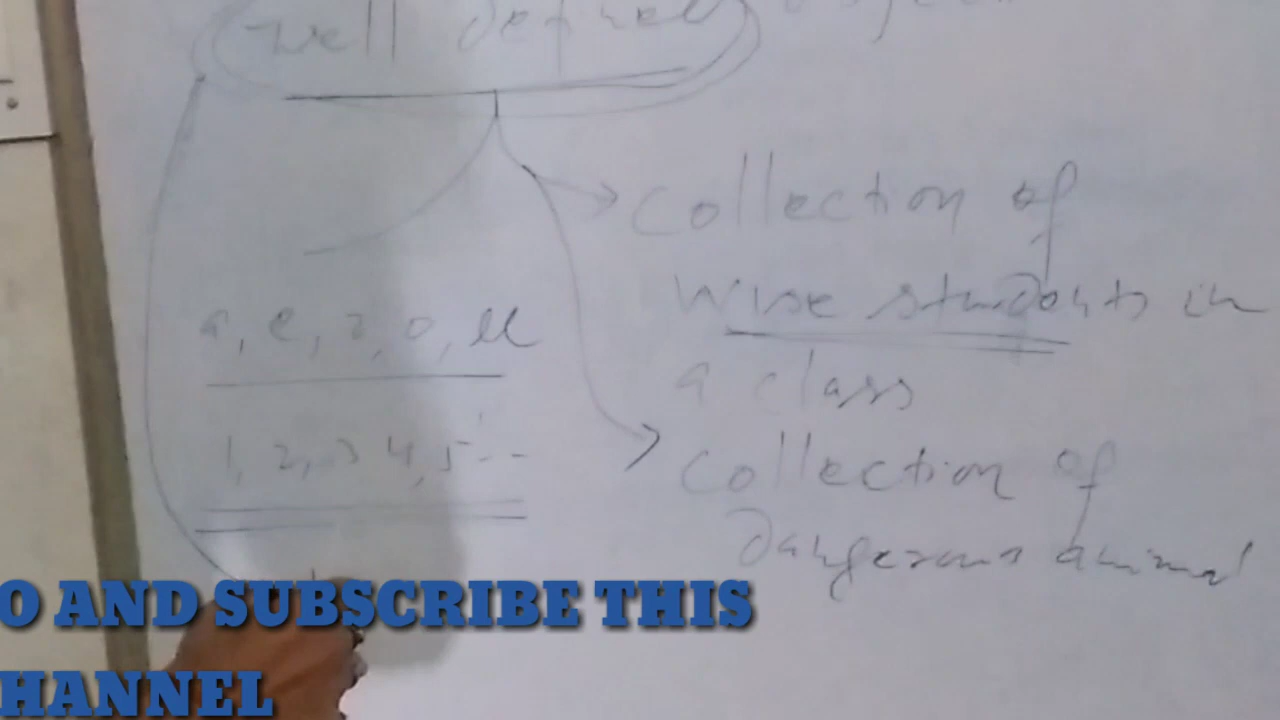 well defined
Collection of
wise students in
a class
a, e, i, o, u
1, 2, 3 4, 5 - - -
Collection of
Dangerous animal
O AND SUBSCRIBE THIS
HANNEL